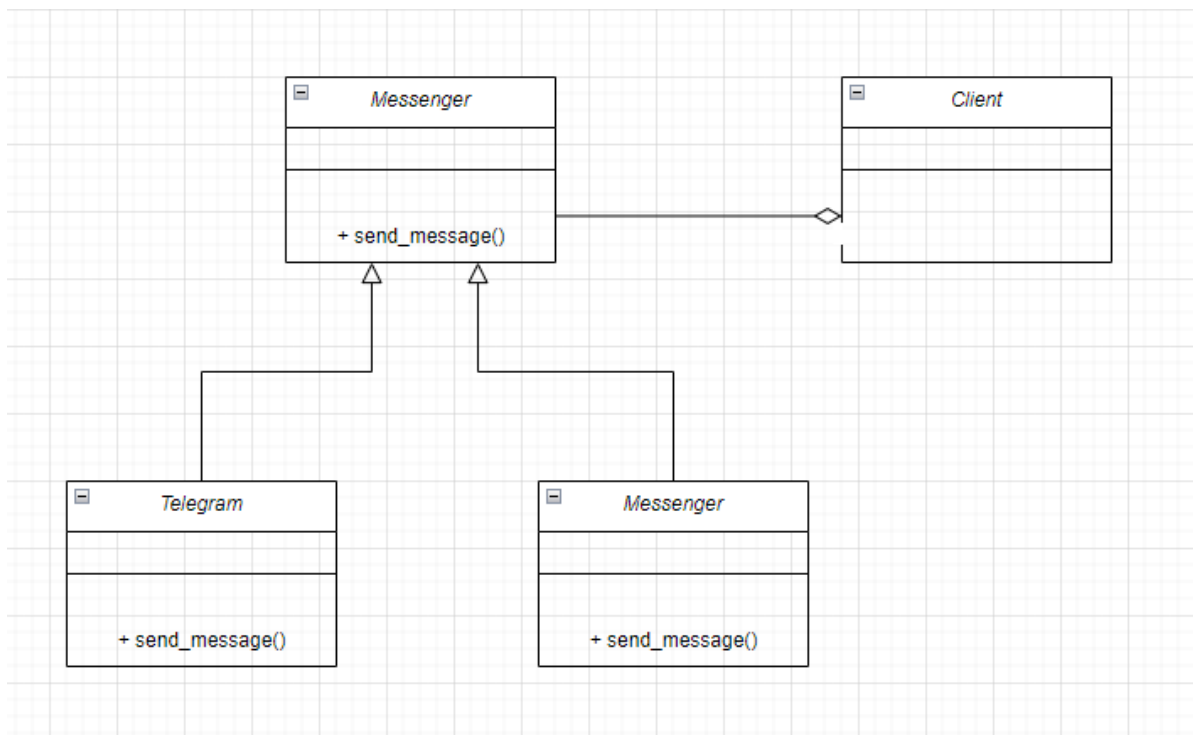 Messenger
Client
+ send_message()
Telegram
Messenger
+ send_message()
+ send_message()